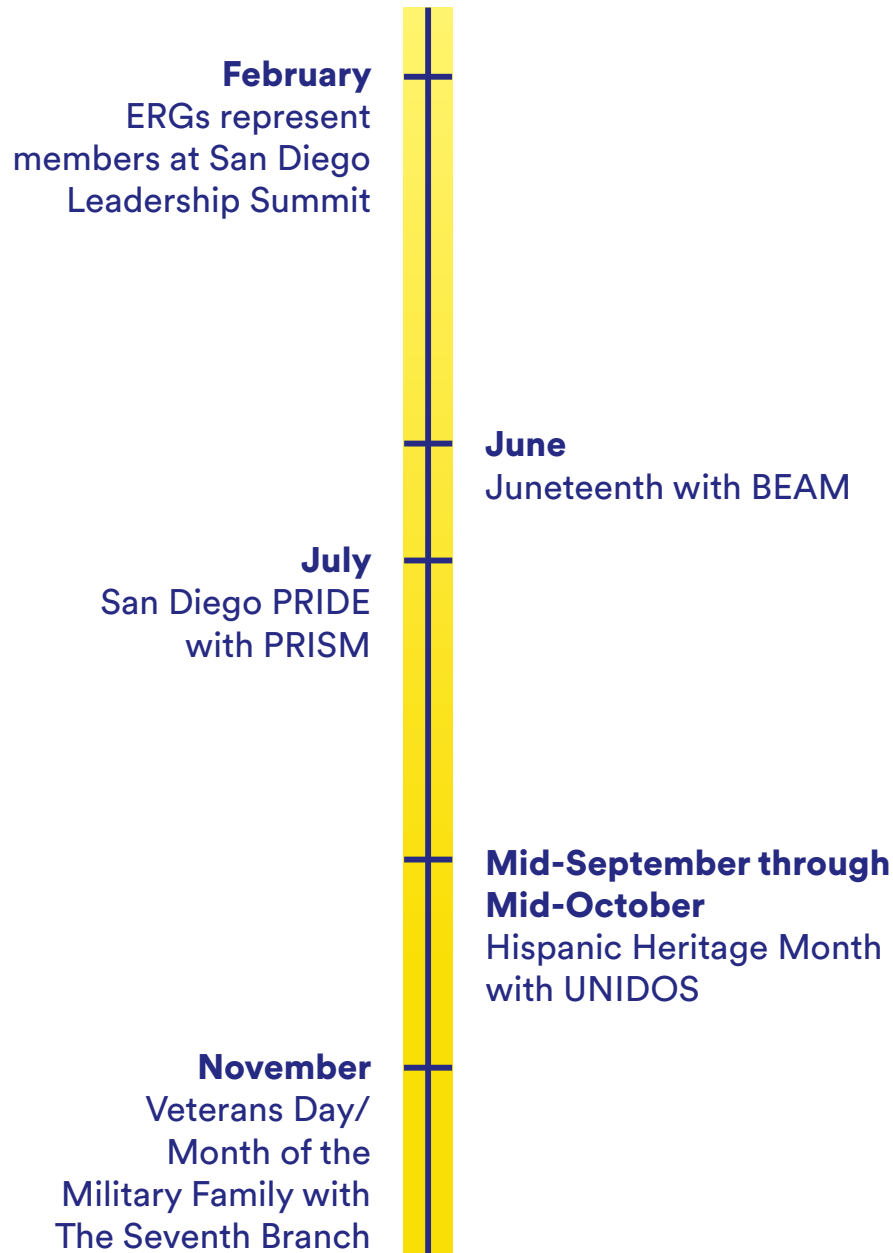 February
ERGs represent
members at San Diego
Leadership Summit
June
Juneteenth with BEAM
July
San Diego PRIDE
with PRISM
Mid-September through
Mid-October
Hispanic Heritage Month
with UNIDOS
November
Veterans Day/
Month of the
Military Family with
The Seventh Branch